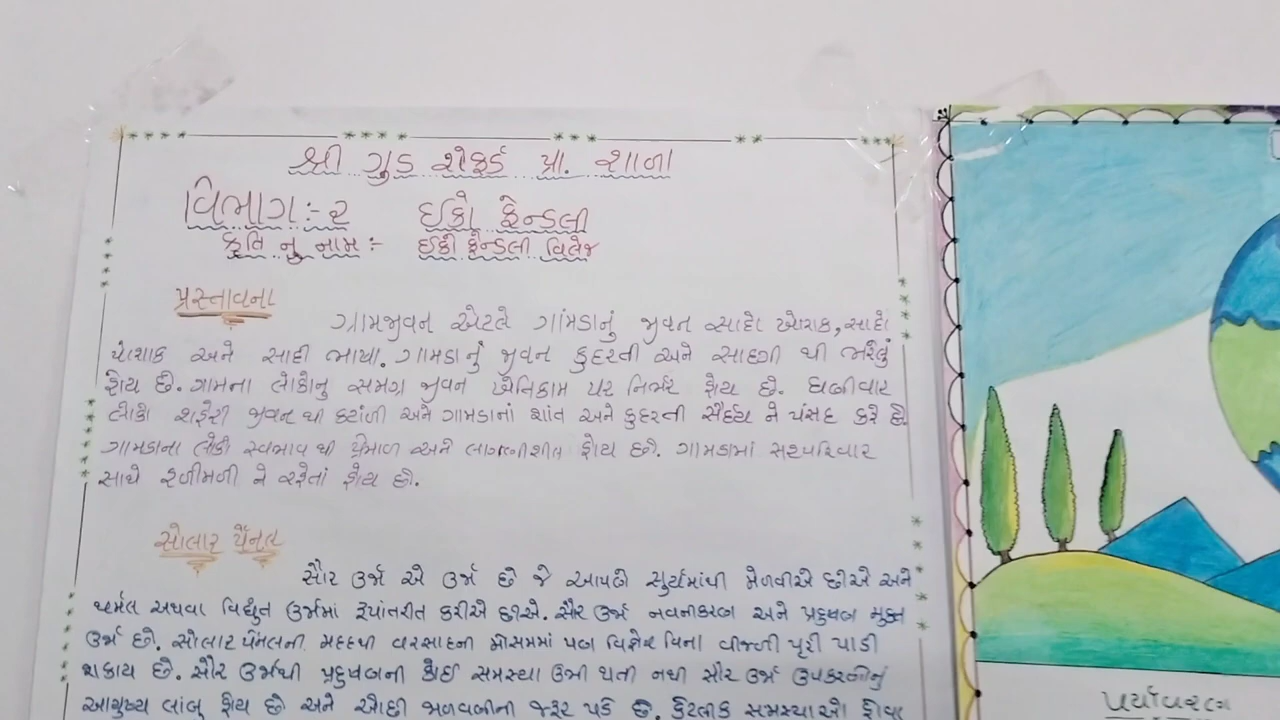 શ્રી ગુડ શેફર્ડ પ્રા. શાળા
વિભાગ:- ૨ ઈકો ફ્રેન્ડલી
કૃતિ નુ નામ :- ઈકો ફ્રેન્ડલી વિલેજ
પ્રસ્તાવના
ગ્રામજીવન એટલે ગાંમડાનું જીવન સાદો ખોરાક, સાદો
પોશાક અને સાદી ભાષા. ગામડાનું જીવન કુદરતી અને સાદગી થી ભરેલું
હોય છે. ગામના લોકોનુ સમગ્ર જીવન ખેતિકામ પર નિર્ભર હોય છે. ઘણીવાર
લોકો શહેરી જીવન થી કંટાળી અને ગામડાનાં શાંત અને કુદરતી સૌંદર્ય ને પંસદ કરે છે.
ગામડાના લોકો સ્વભાવ થી પ્રેમાળ અને લાગણીશીલ હોય છે. ગામડામાં સહપરિવાર
સાથે હળીમળી ને રહેતાં હોય છે.
સોલાર પેનલ
સૌર ઉર્જા એ ઉર્જા છે જે આપણે સુર્યમાંથી મેળવીએ છીએ અને
થર્મલ અથવા વિદ્યુત ઉર્જામાં રૂપાંતરીત કરીએ છીએ. સૌર ઉર્જા નવનીકરણ અને પ્રદુષણ મુક્ત
ઉર્જા છે. સોલાર પેનલની મદદથી વરસાદની મોસમમાં પણ વિક્ષેપ વિના વીજળી પૂરી પાડી
શકાય છે. સૌર ઉર્જાથી પ્રદુષણની કોઈ સમસ્યા ઉભી થતી નથી સૌર ઉર્જા ઉપકરણોનું
આયુષ્ય લાંબુ હોય છે અને ઓછી જાળવણીની જરૂર પડે છે. કેટલીક સમસ્યાઓ હોવા
પર્યાવરણ